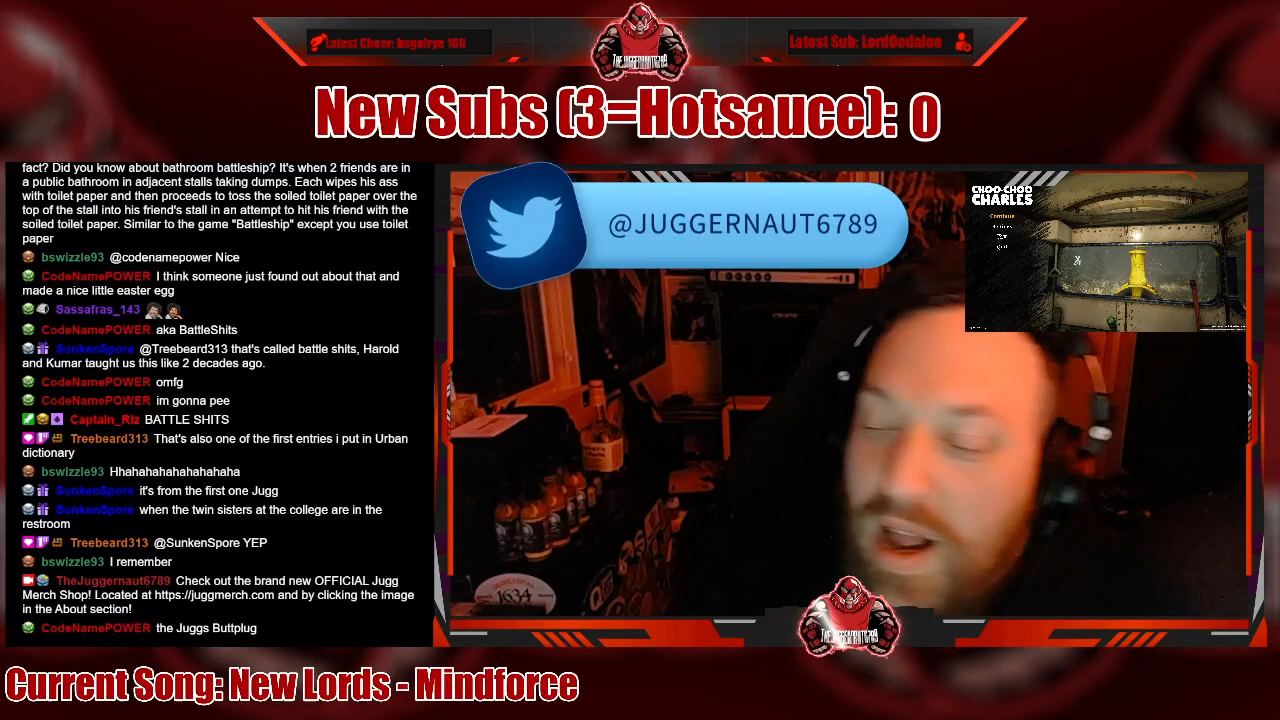 Latest Cheer: bugofrye 100
Latest Sub: LordOodaloo
THEJUGGERNAUT6789
New Subs (3=Hotsauce): 0
fact? Did you know about bathroom battleship? It's when 2 friends are in
a public bathroom in adjacent stalls taking dumps. Each wipes his ass
with toilet paper and then proceeds to toss the soiled toilet paper over the
top of the stall into his friend's stall in an attempt to hit his friend with the
soiled toilet paper. Similar to the game "Battleship" except you use toilet
paper
bswizzle93 @codenamepower Nice
CodeNamePOWER I think someone just found out about that and
made a nice little easter egg
Sassafras_143
CodeNamePOWER aka BattleShits
SunkenSpore @Treebeard313 that's called battle shits, Harold
and Kumar taught us this like 2 decades ago.
CodeNamePOWER omfg
CodeNamePOWER im gonna pee
Captain_Riz BATTLE SHITS
Treebeard313 That's also one of the first entries i put in Urban
dictionary
bswizzle93 Hhahahahahahahahaha
SunkenSpore it's from the first one Jugg
SunkenSpore when the twin sisters at the college are in the
restroom
Treebeard313 @SunkenSpore YEP
bswizzle93 I remember
TheJuggernaut6789 Check out the brand new OFFICIAL Jugg
Merch Shop! Located at https://juggmerch.com and by clicking the image
in the About section!
CodeNamePOWER the Juggs Buttplug
@JUGGERNAUT6789
CHOO-CHOO
CHARLES
Continue
Quit
1634
Current Song: New Lords - Mindforce